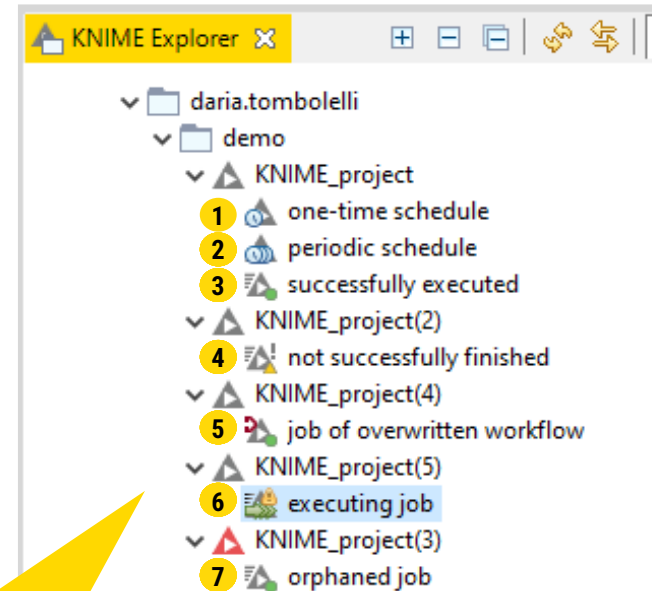 KNIME Explorer
daria.tombolelli
demo
KNIME_project
1 one-time schedule
2 periodic schedule
3 successfully executed
KNIME_project(2)
4 not successfully finished
KNIME_project(4)
5 job of overwritten workflow
KNIME_project(5)
6 executing job
KNIME_project(3)
7 orphaned job